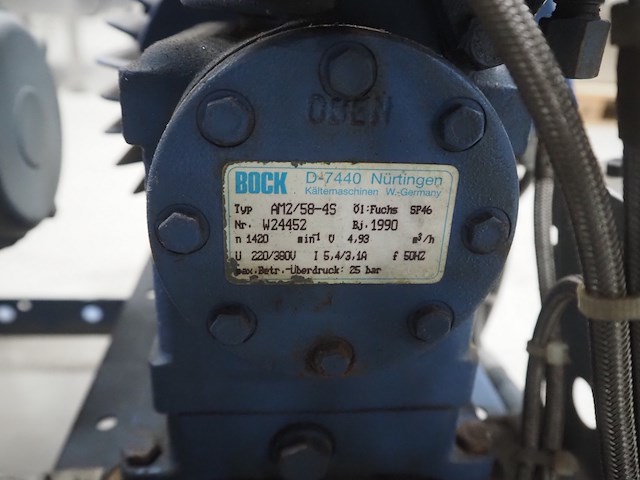 OBEN
BOCK D-7440 Nürtingen
Kältemaschinen W.-Germany
Typ AM2/58-4S Öl:Fuchs SP46
Nr. W24452 Bj. 1990
n 1420 min⁻¹ V 4,93 m³/h
U 220/380V I 5,4/3,1A f 50HZ
max.Betr.-Überdruck: 25 bar